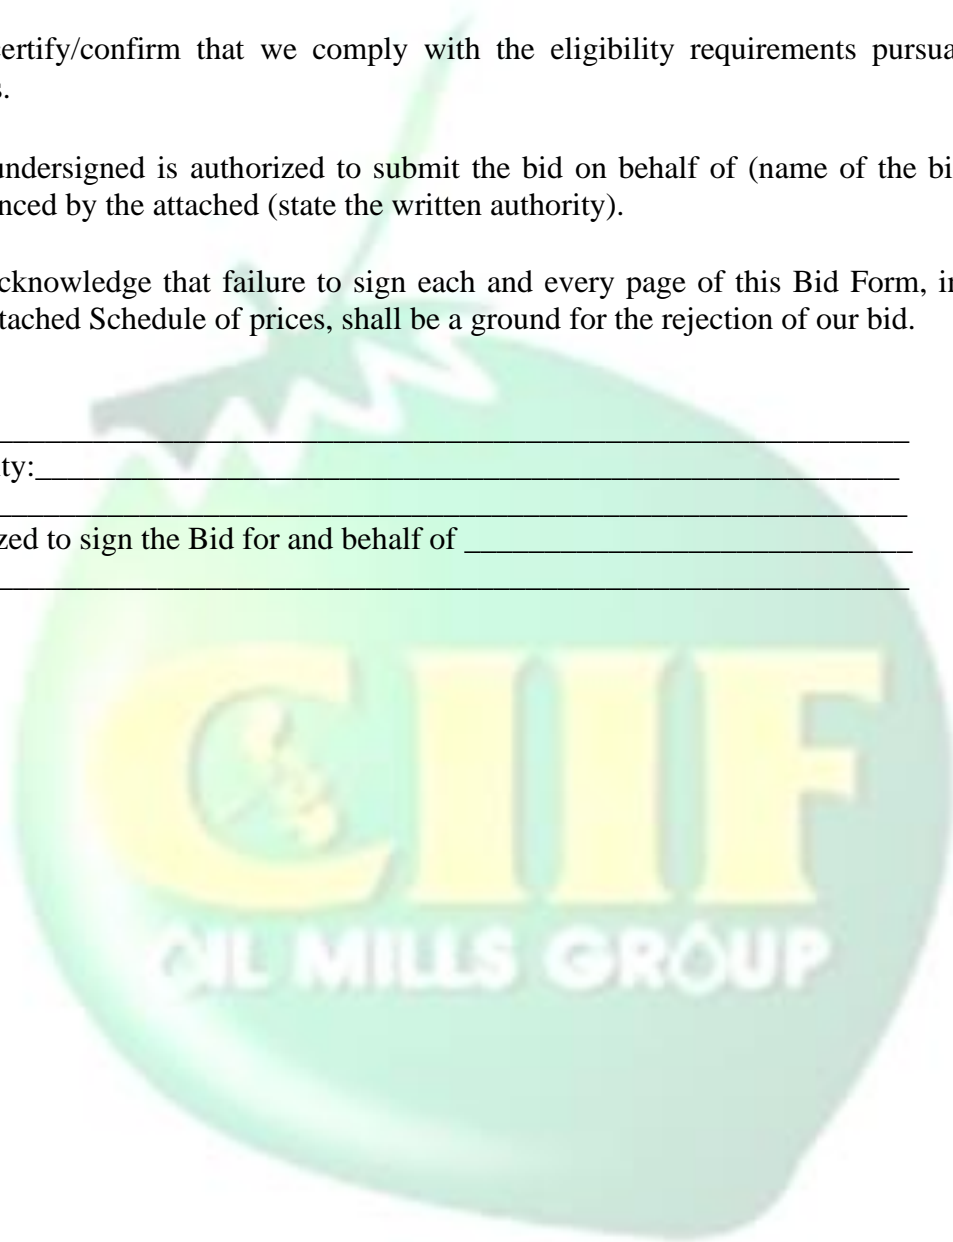 ertify/confirm that we comply with the eligibility requirements pursua
s.
undersigned is authorized to submit the bid on behalf of (name of the bi
nced by the attached (state the written authority).
cknowledge that failure to sign each and every page of this Bid Form, in
ttached Schedule of prices, shall be a ground for the rejection of our bid.
ty:
zed to sign the Bid for and behalf of
CIIF
OIL MILLS GROUP